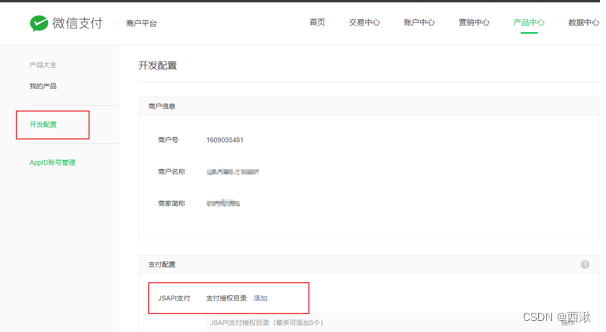 微信支付 商户平台 首页 交易中心 账户中心 营销中心 产品中心 数据中心
产品大全
我的产品
开发配置
AppID账号管理
开发配置
商户信息
商户号 1609035481
商户名称
商家简称
支付配置
JSAPI支付 支付授权目录 添加
JSAPI支付授权目录（最多可添加5个） 操作
CSDN @西湫